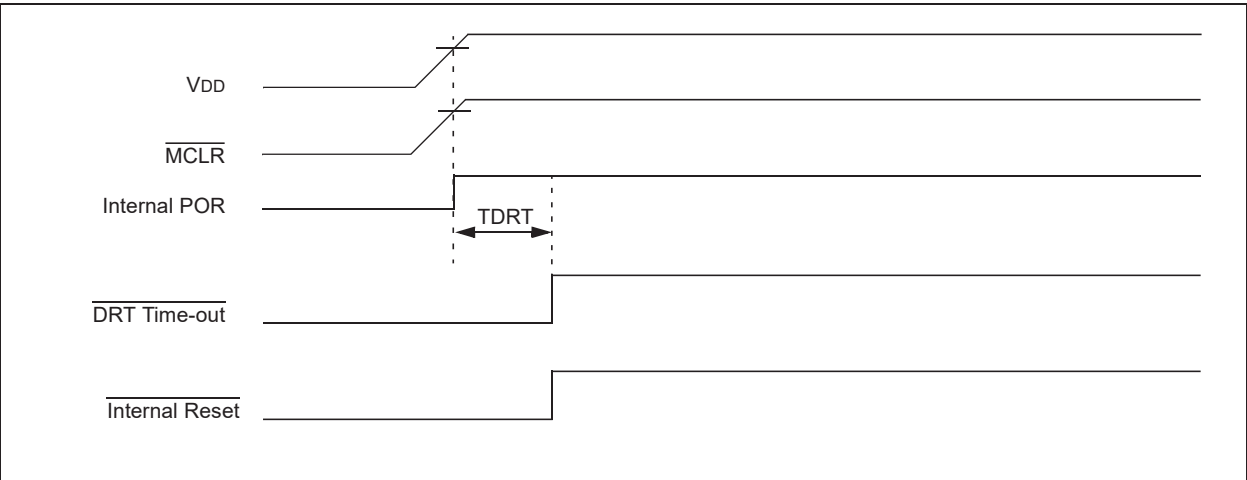 VDD
MCLR
Internal POR
TDRT
DRT Time-out
Internal Reset